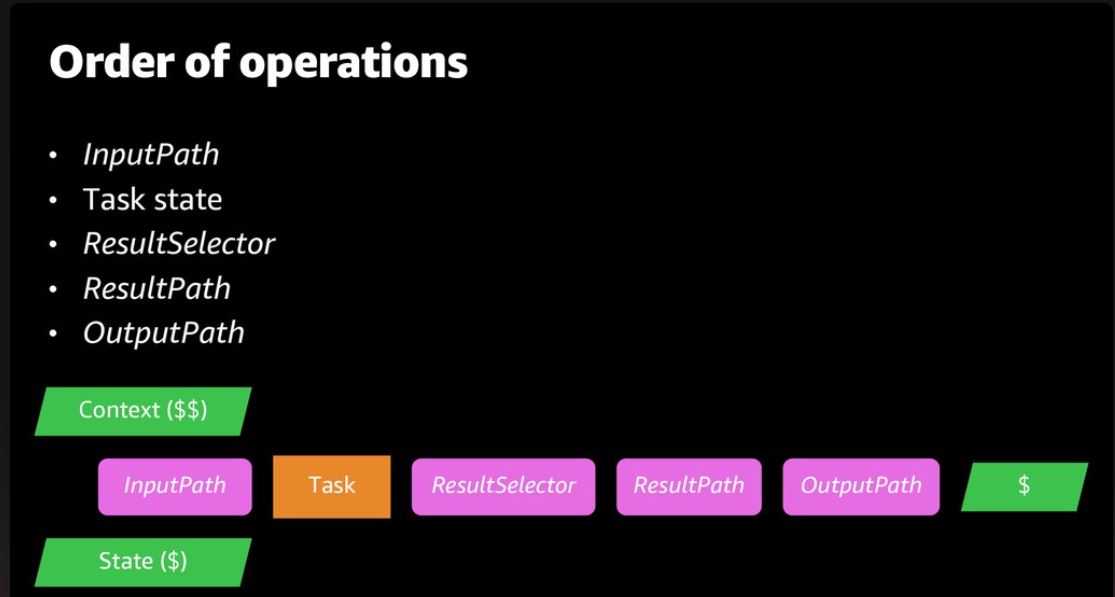 Order of operations
• InputPath
• Task state
• ResultSelector
• ResultPath
• OutputPath
Context ($$)
InputPath Task ResultSelector ResultPath OutputPath $
State ($)